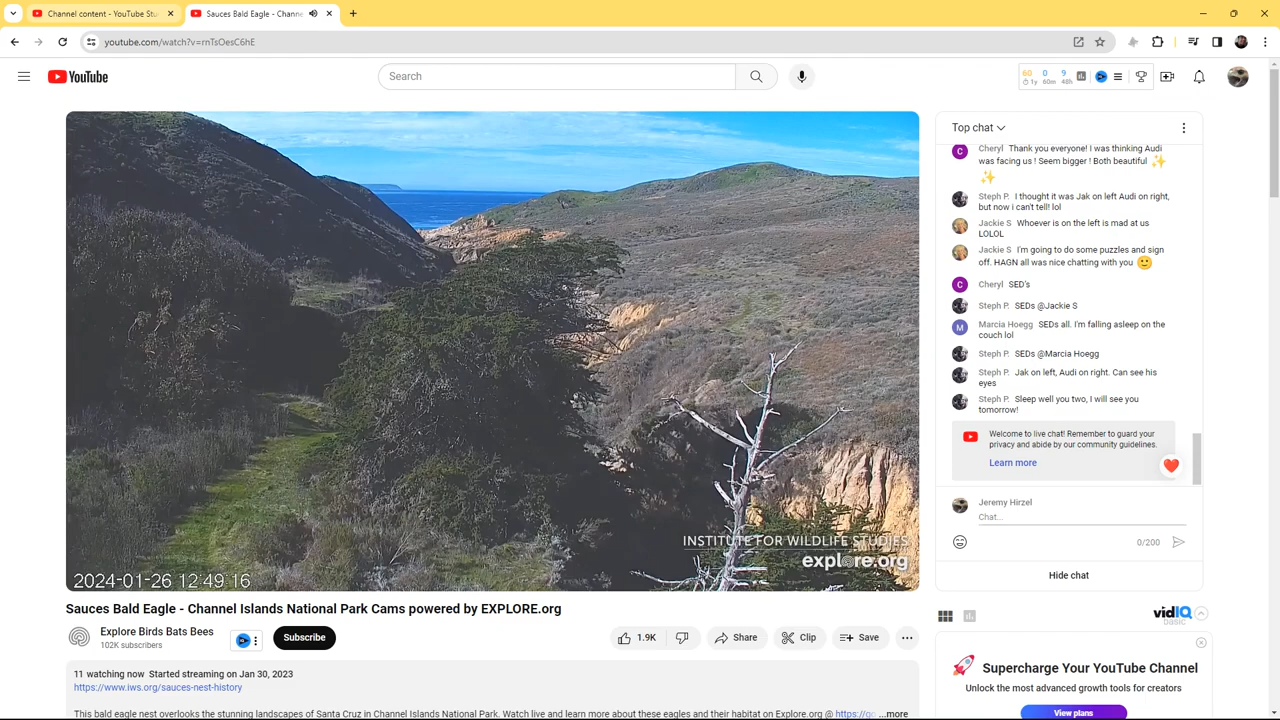 Channel content - YouTube Stu
Sauces Bald Eagle - Channe
youtube.com/watch?v=rnTsOesC6hE
YouTube
Search
60 0 9
1y 60m 48h
Top chat
Cheryl Thank you everyone! I was thinking Audi
was facing us ! Seem bigger ! Both beautiful ✨
✨
Steph P. I thought it was Jak on left Audi on right,
but now i can't tell! lol
Jackie S Whoever is on the left is mad at us
LOLOL
Jackie S I'm going to do some puzzles and sign
off. HAGN all was nice chatting with you 🙂
C Cheryl SED's
Steph P. SEDs @Jackie S
M Marcia Hoegg SEDs all. I'm falling asleep on the
couch lol
Steph P. SEDs @Marcia Hoegg
Steph P. Jak on left, Audi on right. Can see his
eyes
Steph P. Sleep well you two, I will see you
tomorrow!
Welcome to live chat! Remember to guard your
privacy and abide by our community guidelines.
Learn more
Jeremy Hirzel
Chat...
0/200
Hide chat
INSTITUTE FOR WILDLIFE STUDIES
explore.org
2024-01-26 12:49:16
Sauces Bald Eagle - Channel Islands National Park Cams powered by EXPLORE.org
Explore Birds Bats Bees
102K subscribers
Subscribe
1.9K
Share
Clip
Save
11 watching now Started streaming on Jan 30, 2023
https://www.iws.org/sauces-nest-history
This bald eagle nest overlooks the stunning landscapes of Santa Cruz in Channel Islands National Park. Watch live and learn more about these eagles and their habitat on Explore.org @ https://go ...more
vidIQ
basic
Supercharge Your YouTube Channel
Unlock the most advanced growth tools for creators
View plans